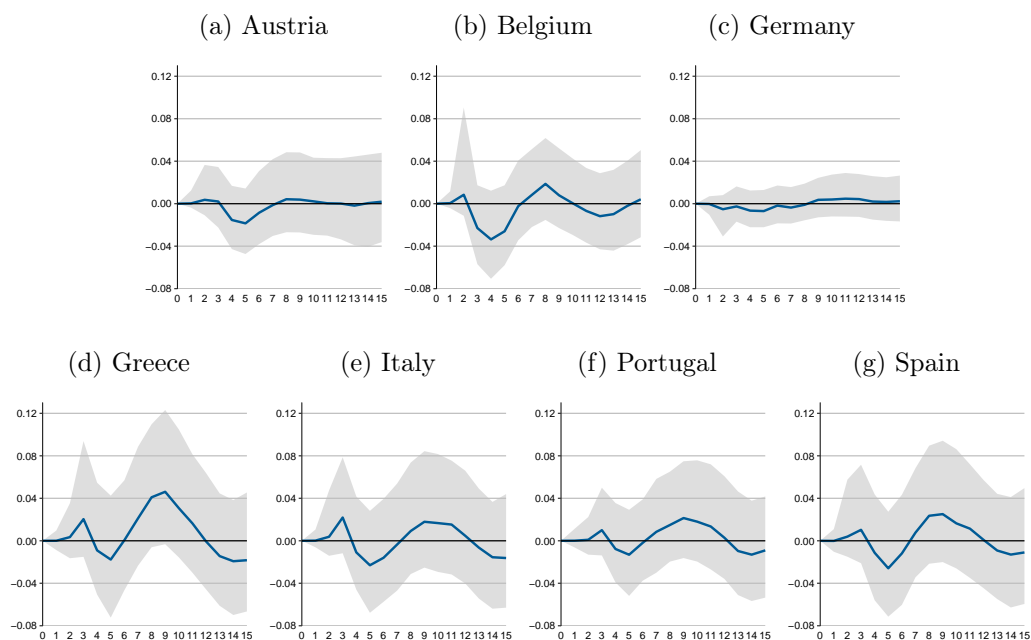 (a) Austria (b) Belgium (c) Germany
0.12 0.12 0.12
0.08 0.08 0.08
0.04 0.04 0.04
0.00 0.00 0.00
−0.04 −0.04 −0.04
−0.08 −0.08 −0.08
0 1 2 3 4 5 6 7 8 9 10 11 12 13 14 15 0 1 2 3 4 5 6 7 8 9 10 11 12 13 14 15 0 1 2 3 4 5 6 7 8 9 10 11 12 13 14 15
(d) Greece (e) Italy (f) Portugal (g) Spain
0.12 0.12 0.12 0.12
0.08 0.08 0.08 0.08
0.04 0.04 0.04 0.04
0.00 0.00 0.00 0.00
−0.04 −0.04 −0.04 −0.04
−0.08 −0.08 −0.08 −0.08
0 1 2 3 4 5 6 7 8 9 10 11 12 13 14 15 0 1 2 3 4 5 6 7 8 9 10 11 12 13 14 15 0 1 2 3 4 5 6 7 8 9 10 11 12 13 14 15 0 1 2 3 4 5 6 7 8 9 10 11 12 13 14 15